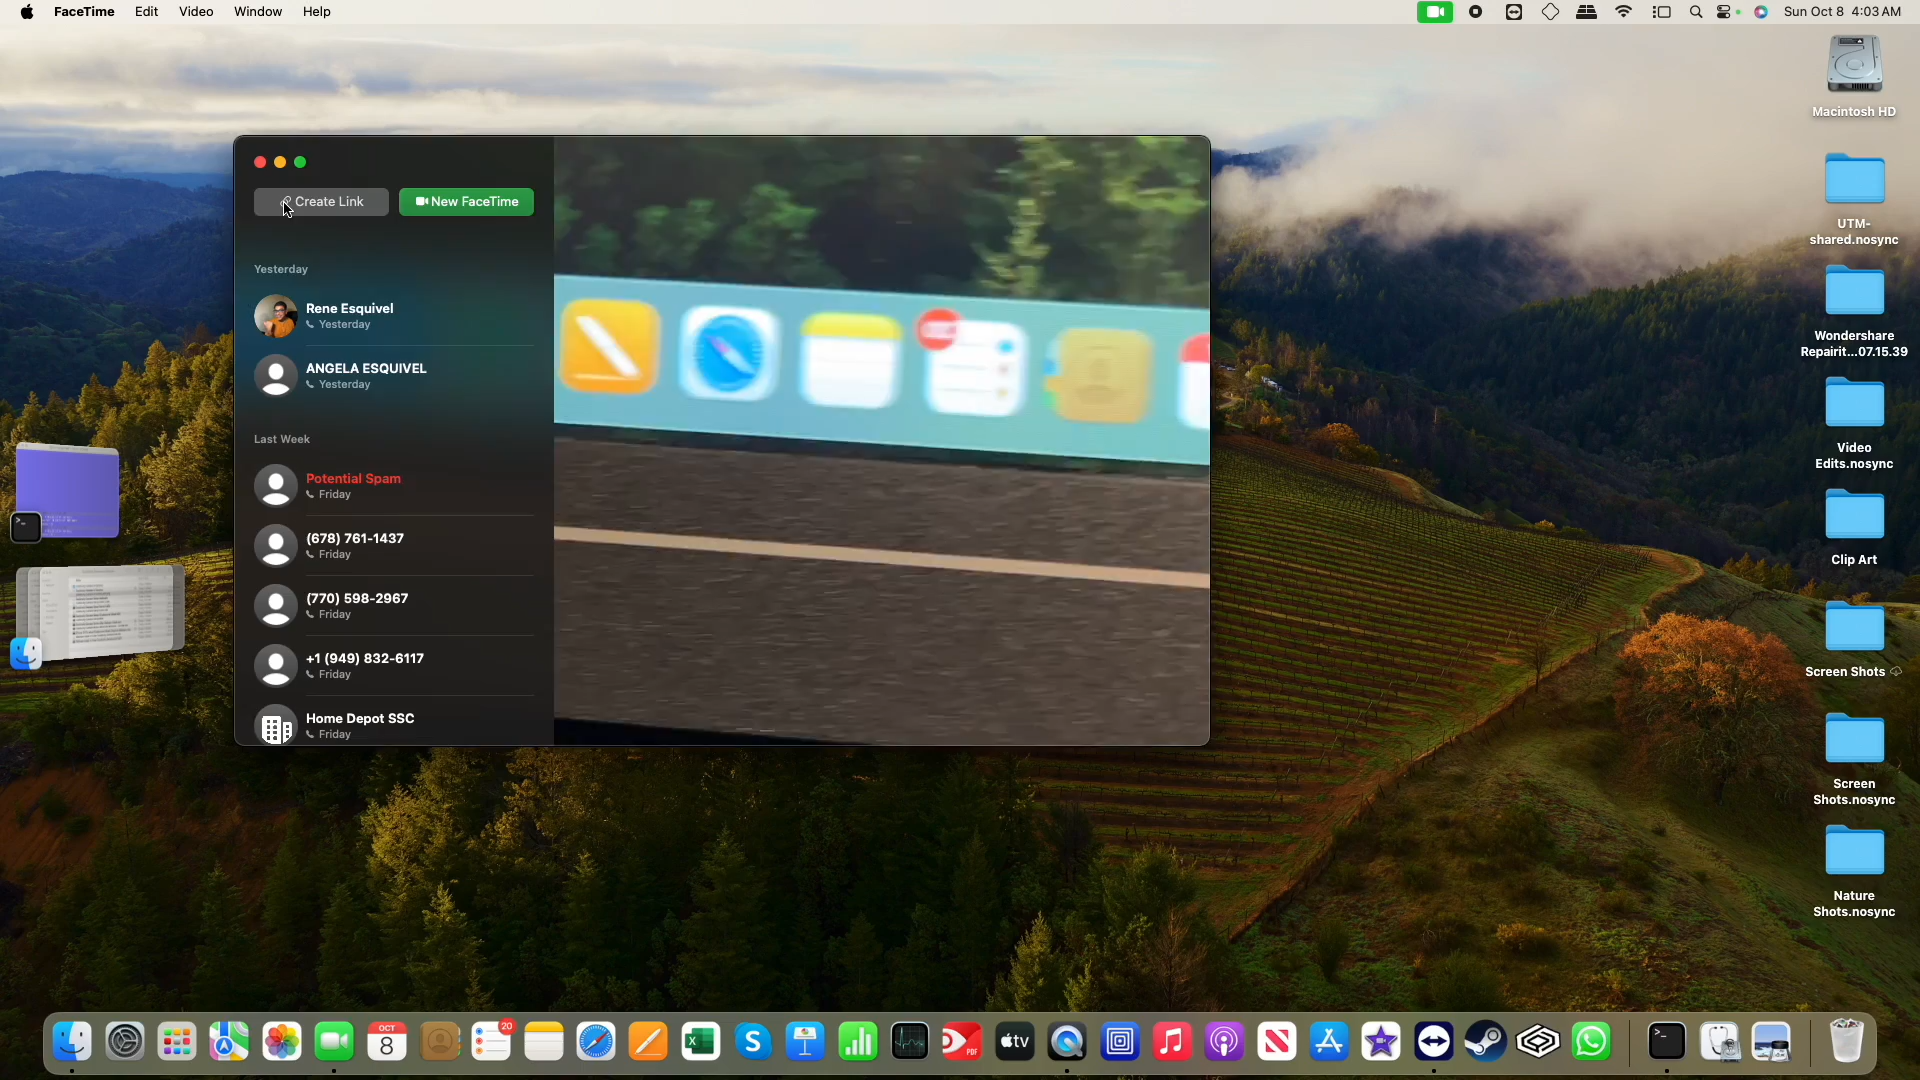 FaceTime Edit Video Window Help
Sun Oct 8 4:03 AM
Macintosh HD
UTM-
shared.nosync
Wondershare
Repairit...07.15.39
Video
Edits.nosync
Clip Art
Screen Shots
Screen
Shots.nosync
Nature
Shots.nosync
Create Link
New FaceTime
Yesterday
Rene Esquivel
Yesterday
ANGELA ESQUIVEL
Yesterday
Last Week
Potential Spam
Friday
(678) 761-1437
Friday
(770) 598-2967
Friday
+1 (949) 832-6117
Friday
Home Depot SSC
Friday
OCT
8
20
S
PDF
tv
N